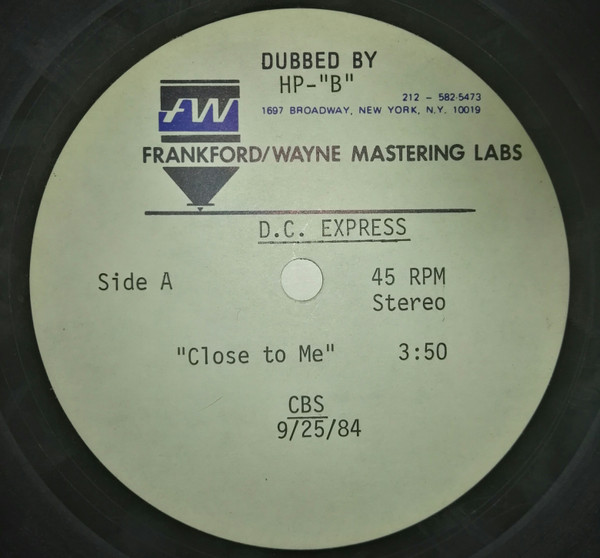 DUBBED BY
HP-"B"
212 - 582-5473
1697 BROADWAY, NEW YORK, N.Y. 10019
FW
FRANKFORD/WAYNE MASTERING LABS
D.C. EXPRESS
Side A
45 RPM
Stereo
"Close to Me" 3:50
CBS
9/25/84